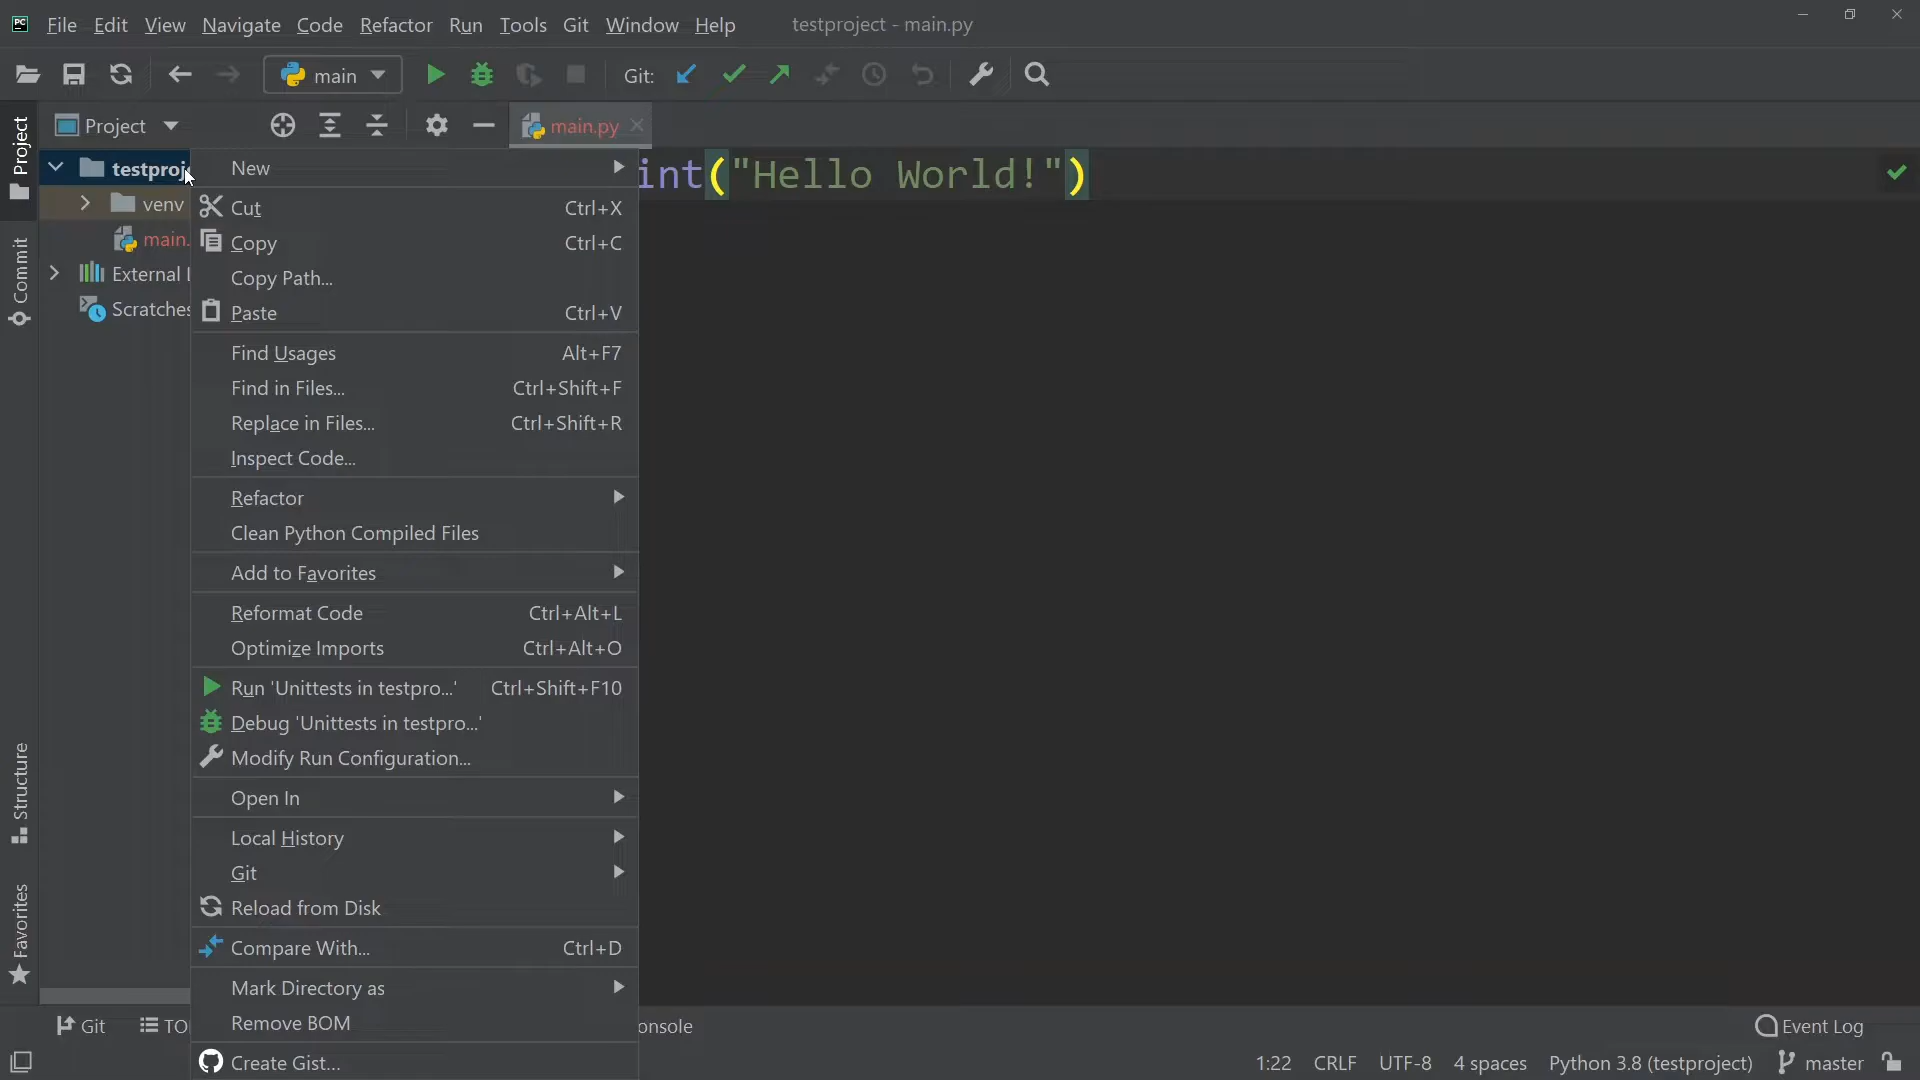 PC File Edit View Navigate Code Refactor Run Tools Git Window Help testproject - main.py
main Git:
Project main.py
Project
Commit
Structure
Favorites
venv
main.
External
Scratches
New
Cut Ctrl+X
Copy Ctrl+C
Copy Path...
Paste Ctrl+V
Find Usages Alt+F7
Find in Files... Ctrl+Shift+F
Replace in Files... Ctrl+Shift+R
Inspect Code...
Refactor
Clean Python Compiled Files
Add to Favorites
Reformat Code Ctrl+Alt+L
Optimize Imports Ctrl+Alt+O
Run 'Unittests in testpro...' Ctrl+Shift+F10
Debug 'Unittests in testpro...'
Modify Run Configuration...
Open In
Local History
Git
Reload from Disk
Compare With... Ctrl+D
Mark Directory as
Remove BOM
Create Gist...
int("Hello World!")
Git TO onsole Event Log
1:22 CRLF UTF-8 4 spaces Python 3.8 (testproject) master